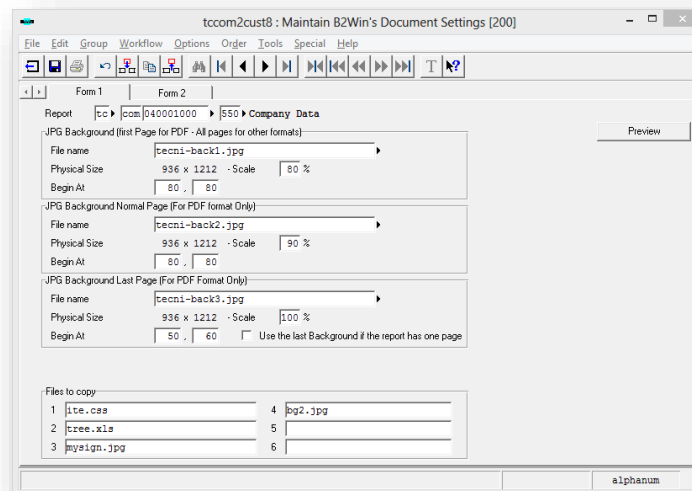 tccom2cust8 : Maintain B2Win's Document Settings [200]
File Edit Group Workflow Options Order Tools Special Help
Form 1 Form 2
Report tc com 040001000 550 Company Data
Preview
JPG Background (first Page for PDF - All pages for other formats)
File name tecni-back1.jpg
Physical Size 936 x 1212 - Scale 80 %
Begin At 80 , 80
JPG Background Normal Page (For PDF format Only)
File name tecni-back2.jpg
Physical Size 936 x 1212 - Scale 90 %
Begin At 80 , 80
JPG Background Last Page (For PDF Format Only)
File name tecni-back3.jpg
Physical Size 936 x 1212 - Scale 100 %
Begin At 50 , 60 Use the last Background if the report has one page
Files to copy
1 ite.css 4 bg2.jpg
2 tree.xls 5
3 mysign.jpg 6
alphanum